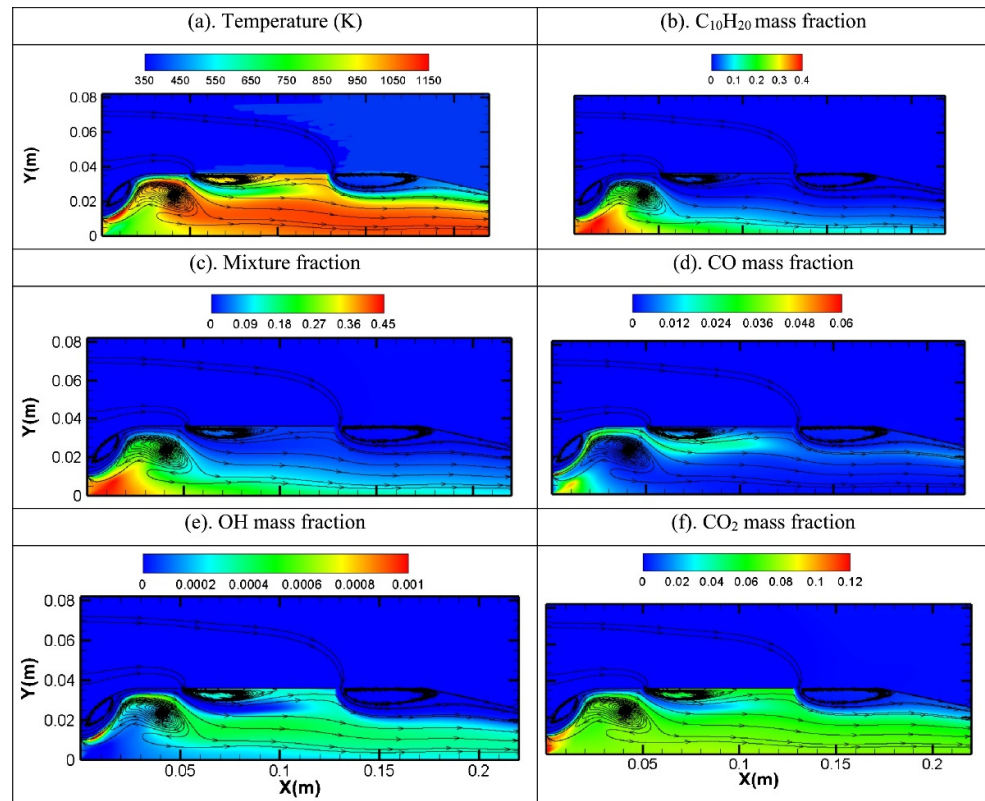 (a). Temperature (K)
(b). C₁₀H₂₀ mass fraction
350 450 550 650 750 850 950 1050 1150
0 0.1 0.2 0.3 0.4
0.08
0.06
0.04
0.02
0
Y(m)
(c). Mixture fraction
(d). CO mass fraction
0 0.09 0.18 0.27 0.36 0.45
0 0.012 0.024 0.036 0.048 0.06
0.08
0.06
0.04
0.02
0
Y(m)
(e). OH mass fraction
(f). CO₂ mass fraction
0 0.0002 0.0004 0.0006 0.0008 0.001
0 0.02 0.04 0.06 0.08 0.1 0.12
0.08
0.06
0.04
0.02
0
Y(m)
0.05 0.1 0.15 0.2
X(m)
0.05 0.1 0.15 0.2
X(m)